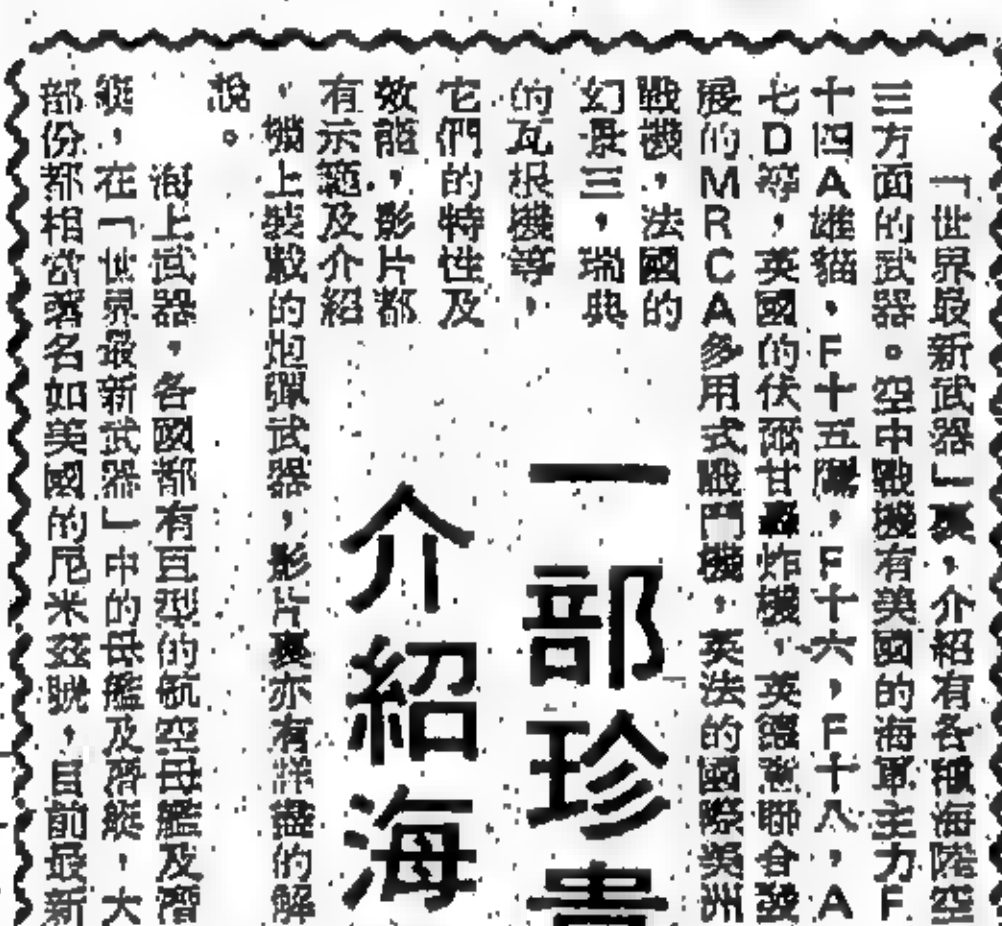 一部珍貴
介紹海
「世界最新武器」裏，介紹有各種海陸空
三方面的武器。空中戰機有美國的海軍主力F
十四A雄貓，F十五鷹，F十六，F十八，A
七D等，英國的伏爾甘轟炸機，英德意聯合發
展的MRCA多用式戰鬥機，英法的國際美洲
戰機，法國的
幻景三，瑞典
的瓦根機等，
它們的特性及
效能，影片都
有示範及介紹
，機上裝載的炮彈武器，影片裏亦有詳盡的解
說。
海上武器，各國都有巨型的航空母艦及潛
艇，在「世界最新武器」中的母艦及潛艇，大
部份都相當著名如美國的尼米茲號，目前最新